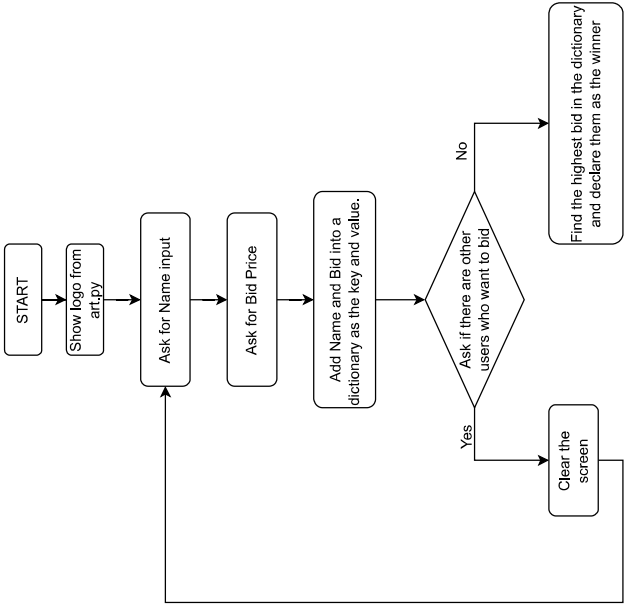 START
Show logo from
art.py
Ask for Name input
Ask for Bid Price
Add Name and Bid into a
dictionary as the key and value.
Ask if there are other
users who want to bid
Yes
No
Clear the
screen
Find the highest bid in the dictionary
and declare them as the winner